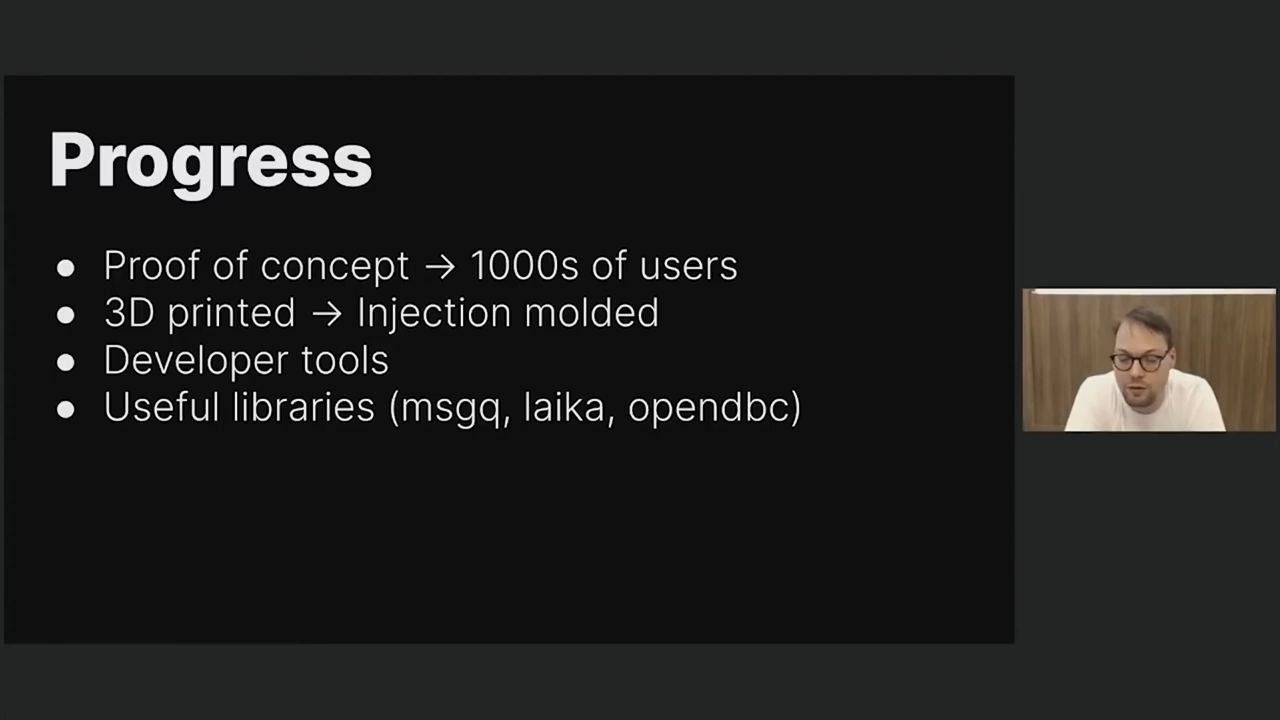 Progress
● Proof of concept → 1000s of users
● 3D printed → Injection molded
● Developer tools
● Useful libraries (msgq, laika, opendbc)